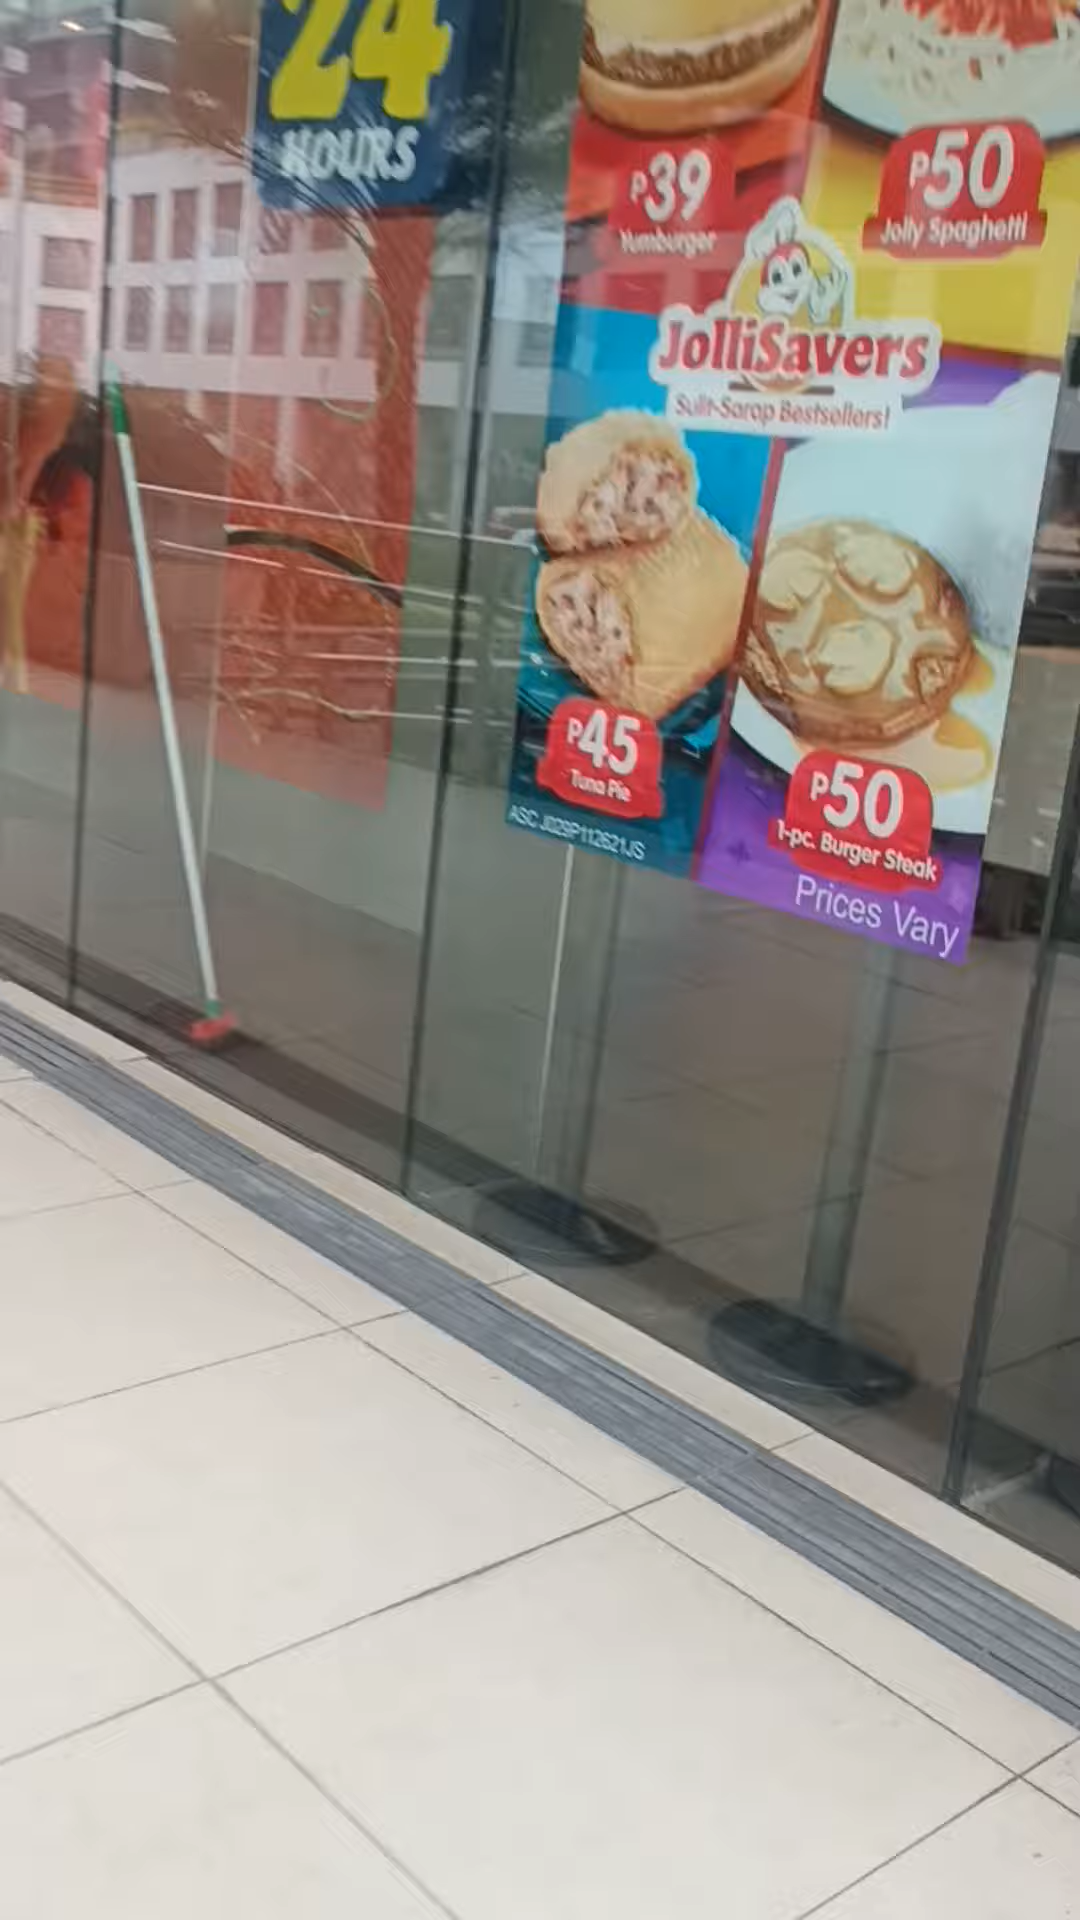 24
HOURS
P39
Yumburger
P50
Jolly Spaghetti
JolliSavers
Sulit-Sarap Bestsellers!
P45
Tuna Pie
P50
1-pc. Burger Steak
ASC J029P112621JS
Prices Vary